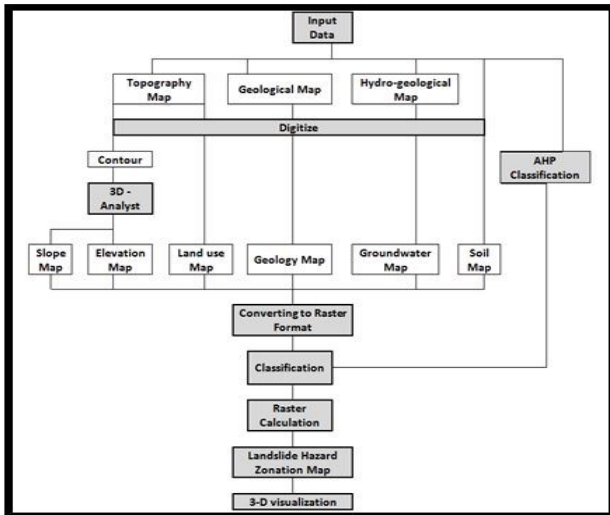 Input
Data
Topography
Map
Geological Map
Hydro-geological
Map
Digitize
Contour
AHP
Classification
3D -
Analyst
Slope
Map
Elevation
Map
Land use
Map
Geology Map
Groundwater
Map
Soil
Map
Converting to Raster
Format
Classification
Raster
Calculation
Landslide Hazard
Zonation Map
3-D visualization